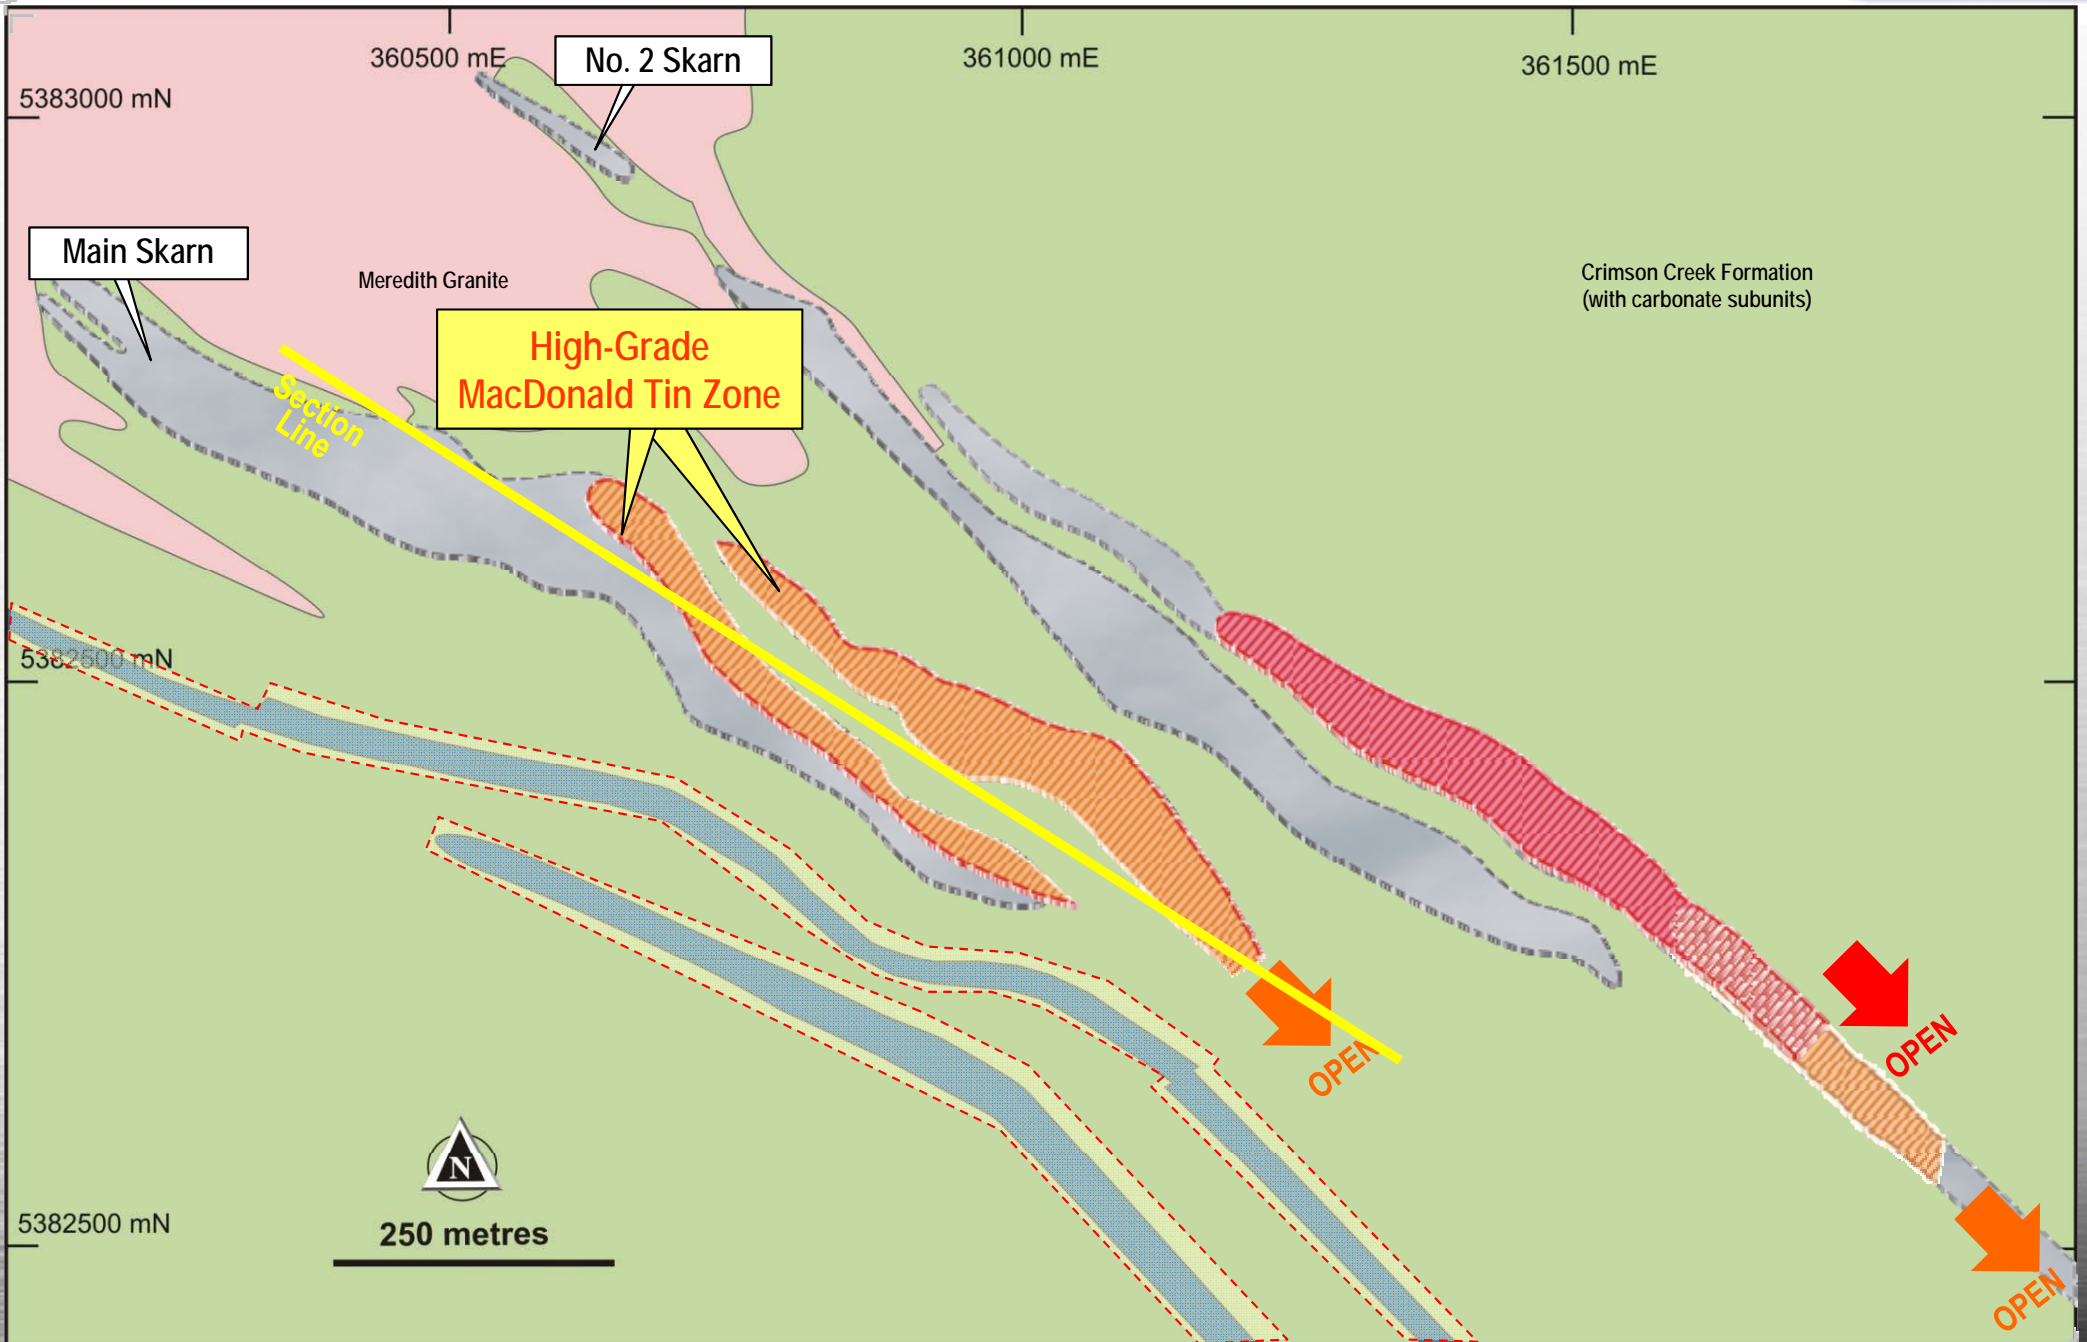 360500 mE
No. 2 Skarn
361000 mE
361500 mE
5383000 mN
Main Skarn
Meredith Granite
Crimson Creek Formation
(with carbonate subunits)
High-Grade
MacDonald Tin Zone
Section
Line
5382500 mN
OPEN
OPEN
N
5382500 mN
250 metres
OPEN